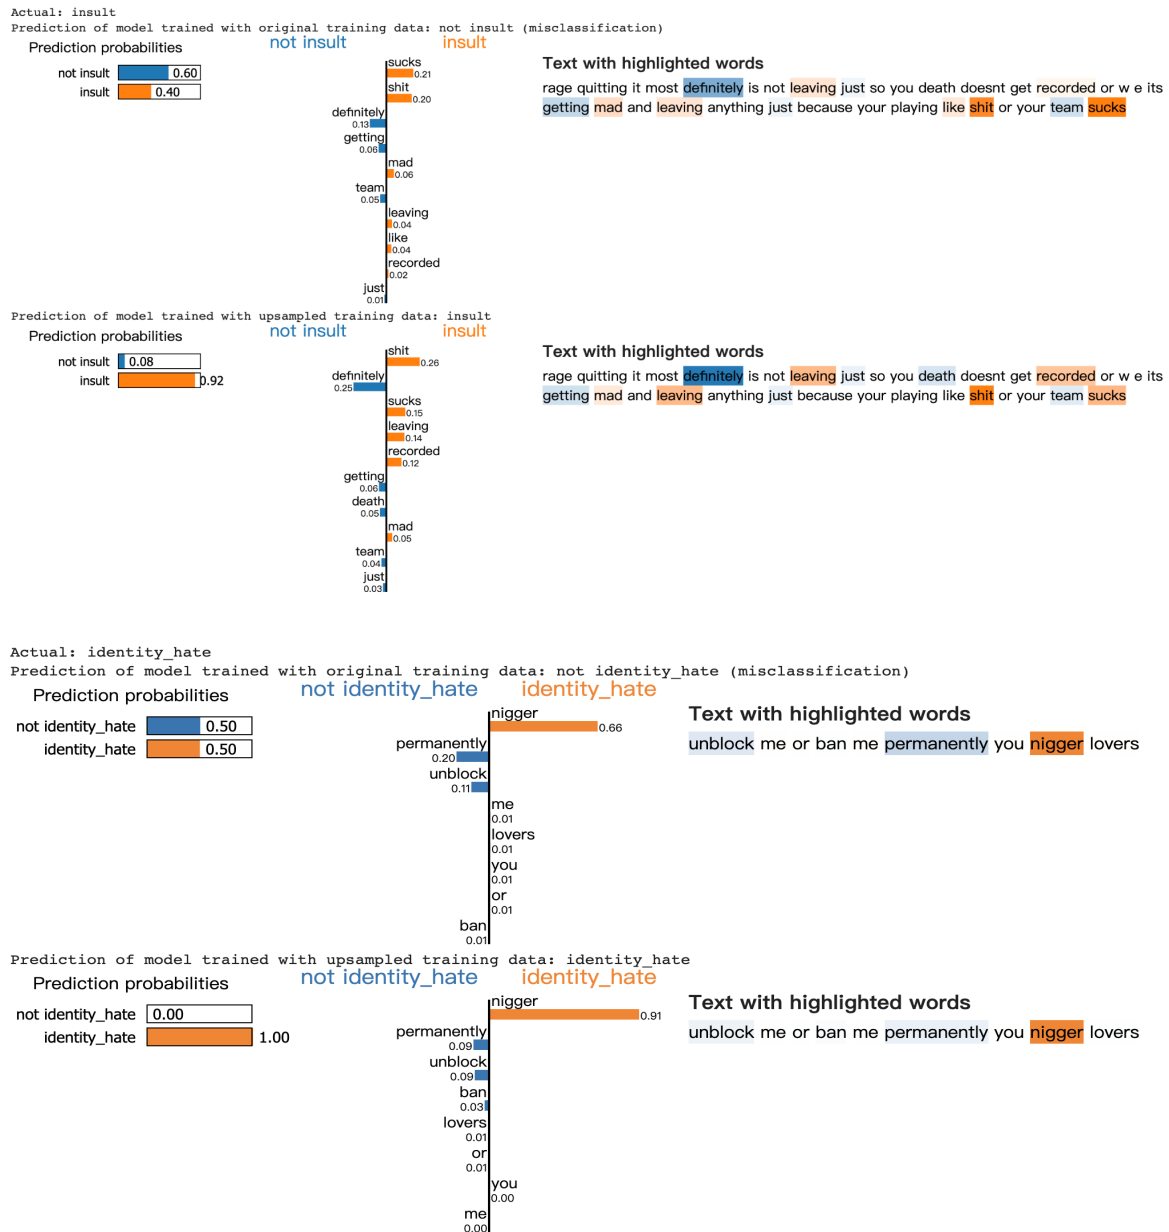 Actual: insult
Prediction of model trained with original training data: not insult (misclassification)
Prediction probabilities
not insult 0.60
insult 0.40
not insult insult
sucks
0.21
shit
0.20
definitely
0.13
getting
0.06
mad
0.06
team
0.05
leaving
0.04
like
0.04
recorded
0.02
just
0.01
Text with highlighted words
rage quitting it most definitely is not leaving just so you death doesnt get recorded or w e its
getting mad and leaving anything just because your playing like shit or your team sucks
Prediction of model trained with upsampled training data: insult
Prediction probabilities
not insult 0.08
insult 0.92
not insult insult
shit
0.26
definitely
0.25
sucks
0.15
leaving
0.14
recorded
0.12
getting
0.06
death
0.05
mad
0.05
team
0.04
just
0.03
Text with highlighted words
rage quitting it most definitely is not leaving just so you death doesnt get recorded or w e its
getting mad and leaving anything just because your playing like shit or your team sucks
Actual: identity_hate
Prediction of model trained with original training data: not identity_hate (misclassification)
Prediction probabilities
not identity_hate 0.50
identity_hate 0.50
not identity_hate identity_hate
nigger
0.66
permanently
0.20
unblock
0.11
me
0.01
lovers
0.01
you
0.01
or
0.01
ban
0.01
Text with highlighted words
unblock me or ban me permanently you nigger lovers
Prediction of model trained with upsampled training data: identity_hate
Prediction probabilities
not identity_hate 0.00
identity_hate 1.00
not identity_hate identity_hate
nigger
0.91
permanently
0.09
unblock
0.09
ban
0.03
lovers
0.01
or
0.01
you
0.00
me
0.00
Text with highlighted words
unblock me or ban me permanently you nigger lovers